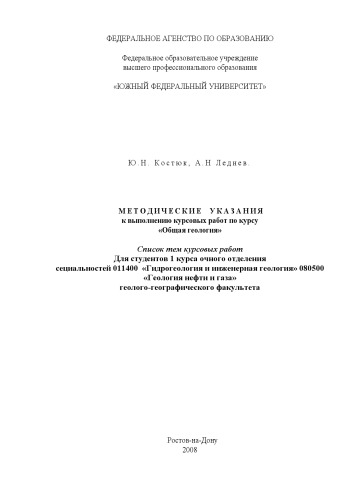 ФЕДЕРАЛЬНОЕ АГЕНСТВО ПО ОБРАЗОВАНИЮ
Федеральное образовательное учреждение
высшего профессионального образования
«ЮЖНЫЙ ФЕДЕРАЛЬНЫЙ УНИВЕРСИТЕТ»
Ю.Н. Костюк, А.Н Леднев.
МЕТОДИЧЕСКИЕ УКАЗАНИЯ
к выполнению курсовых работ по курсу
«Общая геология»
Список тем курсовых работ
Для студентов 1 курса очного отделения
сециальностей 011400 «Гидрогеология и инженерная геология» 080500
«Геология нефти и газа»
геолого-географического факультета
Ростов-на-Дону
2008